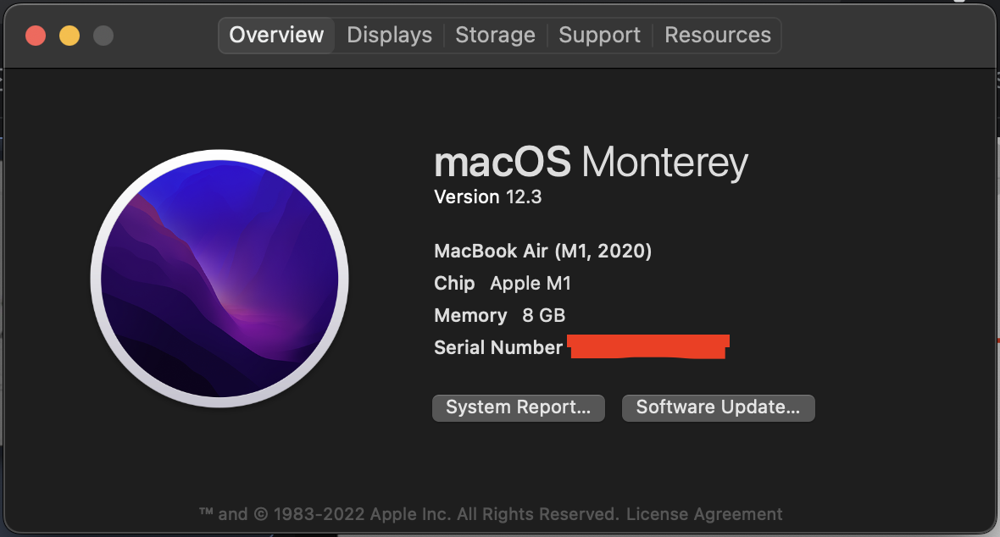 Overview Displays Storage Support Resources
macOS Monterey
Version 12.3
MacBook Air (M1, 2020)
Chip Apple M1
Memory 8 GB
Serial Number
System Report... Software Update...
™ and © 1983-2022 Apple Inc. All Rights Reserved. License Agreement